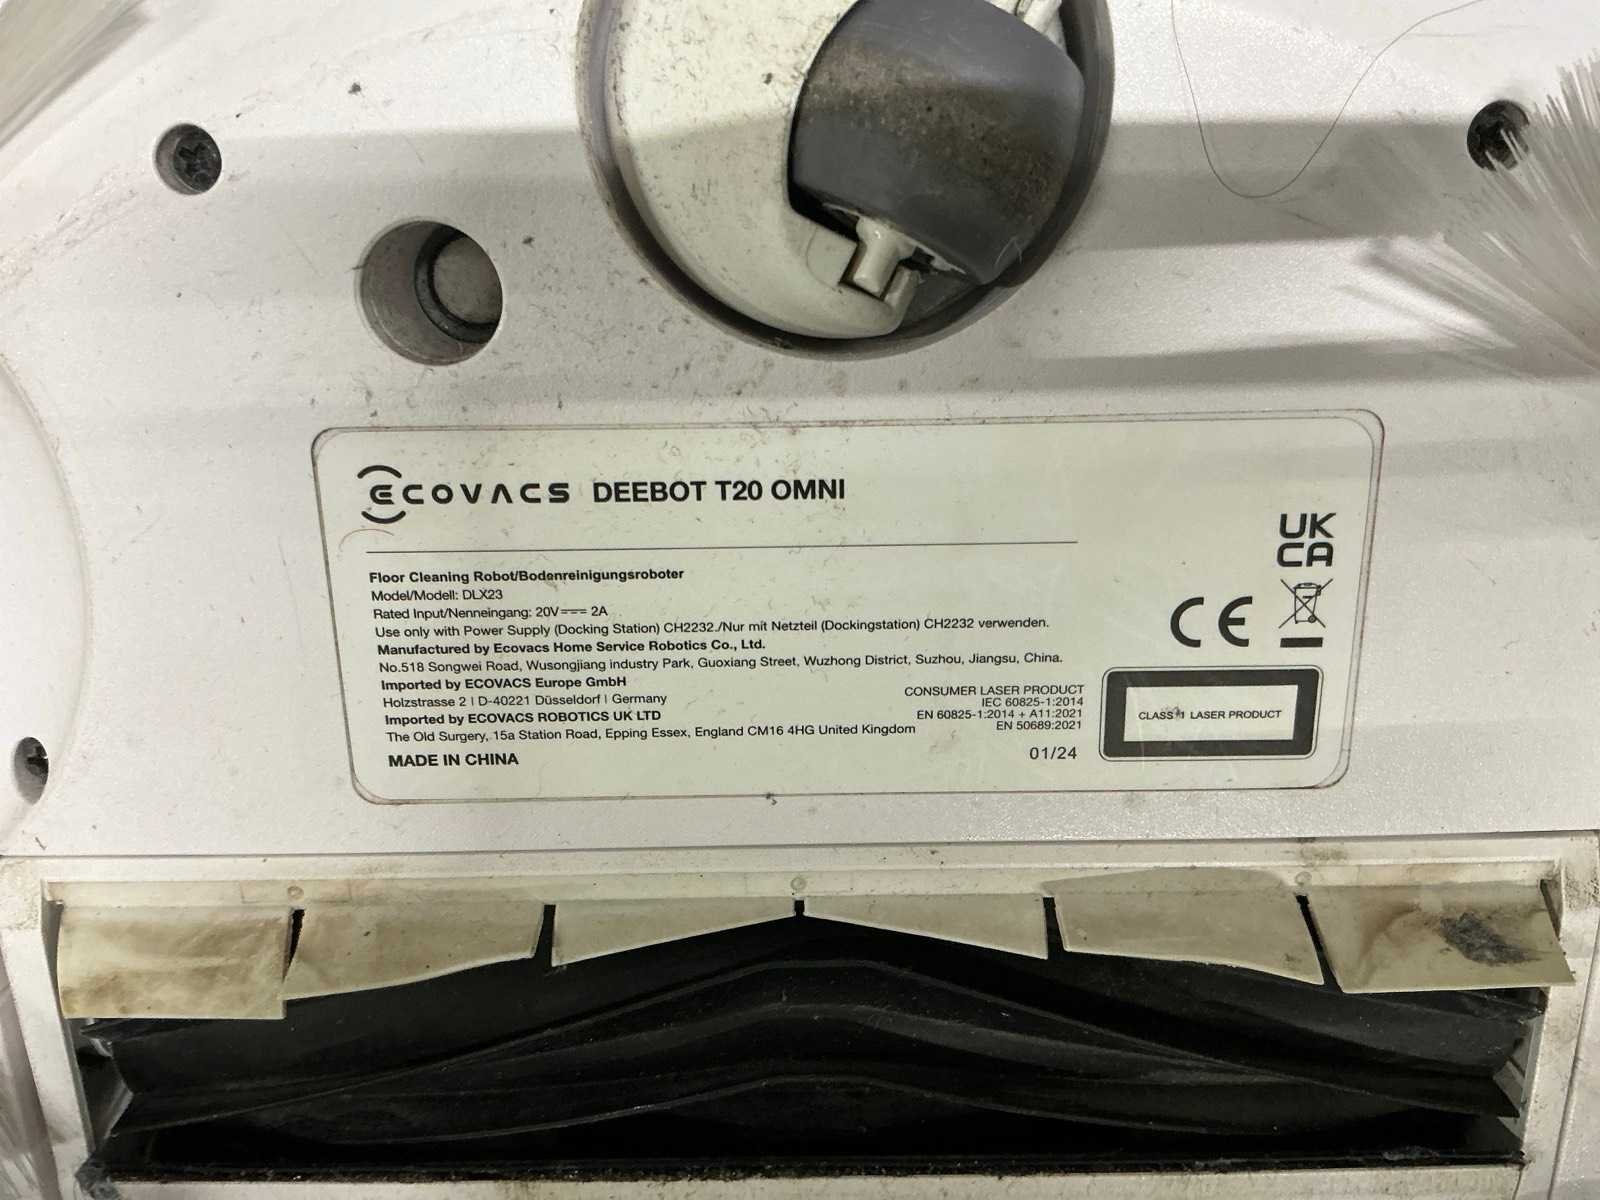 ECOVACS DEEBOT T20 OMNI
UK
CA
Floor Cleaning Robot/Bodenreinigungsroboter
Model/Modell: DLX23
Rated Input/Nenneingang: 20V⎓ 2A
Use only with Power Supply (Docking Station) CH2232./Nur mit Netzteil (Dockingstation) CH2232 verwenden.
Manufactured by Ecovacs Home Service Robotics Co., Ltd.
No.518 Songwei Road, Wusongjiang industry Park, Guoxiang Street, Wuzhong District, Suzhou, Jiangsu, China.
Imported by ECOVACS Europe GmbH
Holzstrasse 2 | D-40221 Düsseldorf | Germany
Imported by ECOVACS ROBOTICS UK LTD
The Old Surgery, 15a Station Road, Epping Essex, England CM16 4HG United Kingdom
MADE IN CHINA
CE
CONSUMER LASER PRODUCT
IEC 60825-1:2014
EN 60825-1:2014 + A11:2021
EN 50689:2021
01/24
CLASS 1 LASER PRODUCT